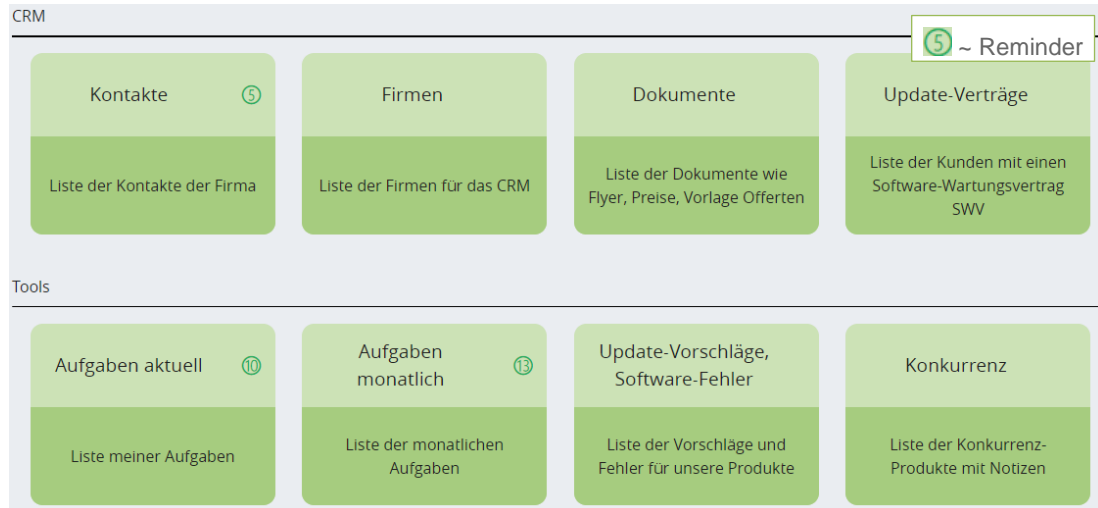 CRM
⑤ ~ Reminder
Kontakte ⑤
Liste der Kontakte der Firma
Firmen
Liste der Firmen für das CRM
Dokumente
Liste der Dokumente wie
Flyer, Preise, Vorlage Offerten
Update-Verträge
Liste der Kunden mit einen
Software-Wartungsvertrag
SWV
Tools
Aufgaben aktuell ⑩
Liste meiner Aufgaben
Aufgaben
monatlich ⑬
Liste der monatlichen
Aufgaben
Update-Vorschläge,
Software-Fehler
Liste der Vorschläge und
Fehler für unsere Produkte
Konkurrenz
Liste der Konkurrenz-
Produkte mit Notizen